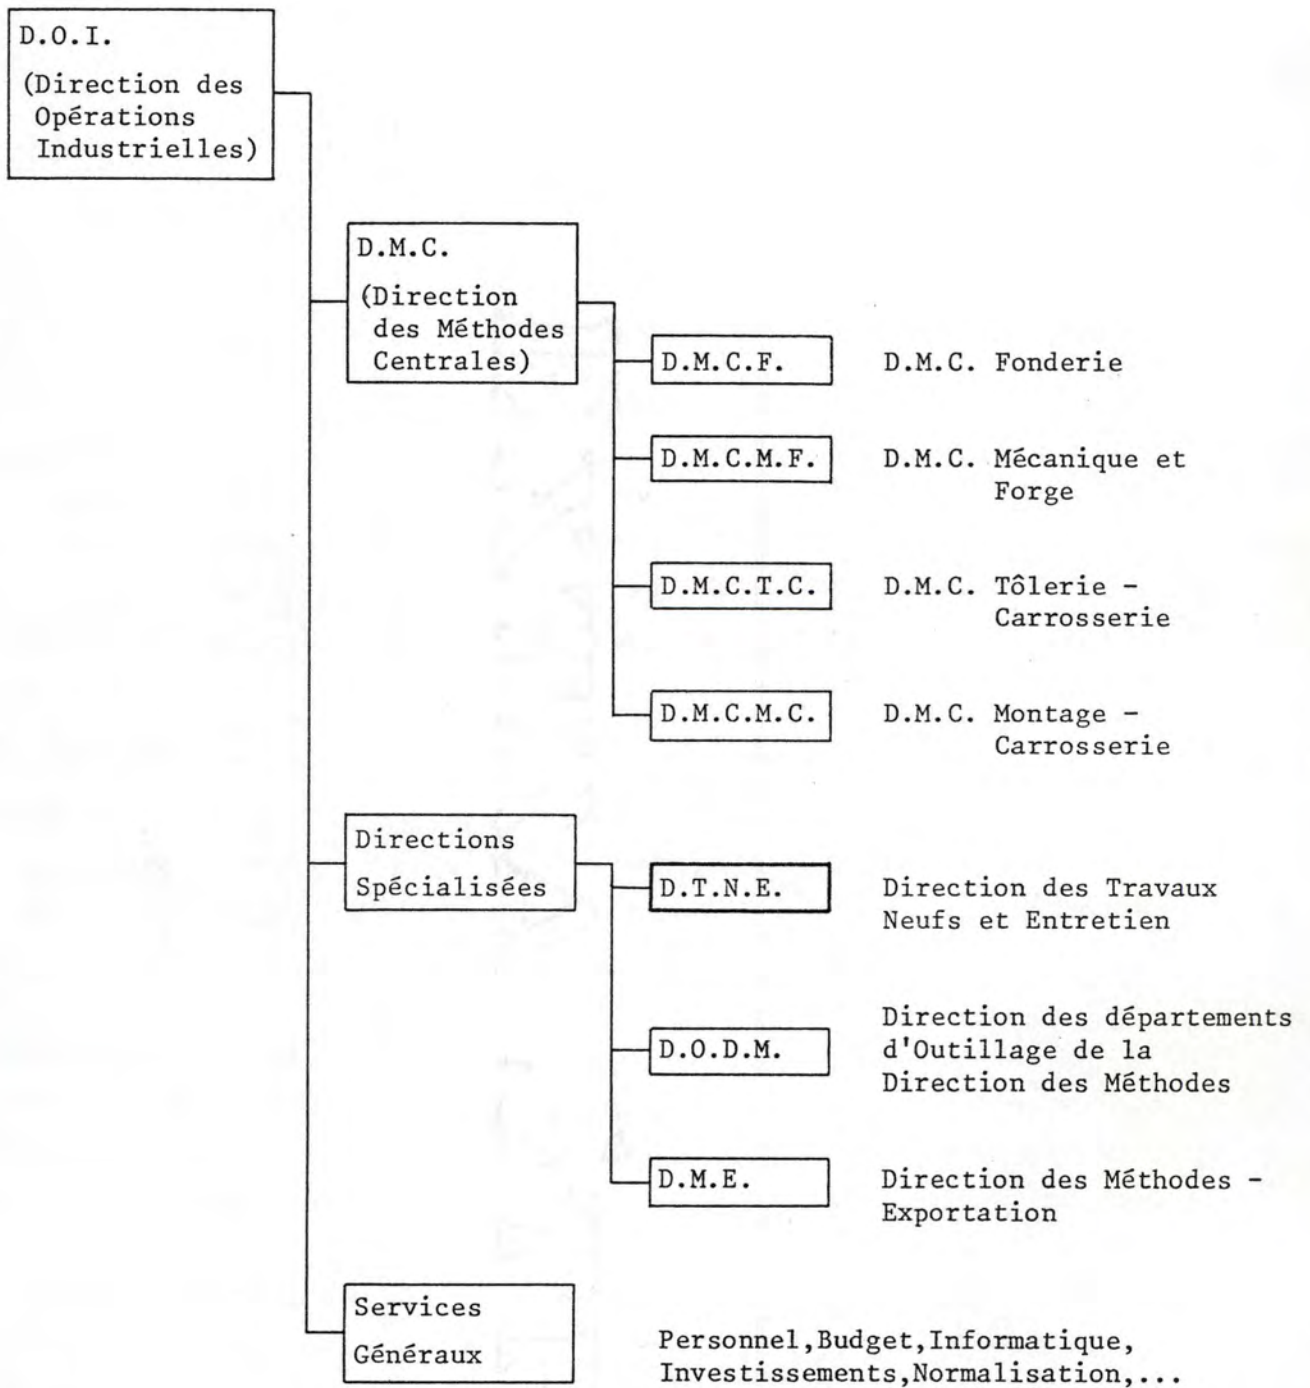 D.O.I.
(Direction des
Opérations
Industrielles)
D.M.C.
(Direction
des Méthodes
Centrales)
D.M.C.F. D.M.C. Fonderie
D.M.C.M.F. D.M.C. Mécanique et
Forge
D.M.C.T.C. D.M.C. Tôlerie -
Carrosserie
D.M.C.M.C. D.M.C. Montage -
Carrosserie
Directions
Spécialisées
D.T.N.E. Direction des Travaux
Neufs et Entretien
Direction des départements
D.O.D.M. d'Outillage de la
Direction des Méthodes
D.M.E. Direction des Méthodes -
Exportation
Services
Généraux
Personnel,Budget,Informatique,
Investissements,Normalisation,...